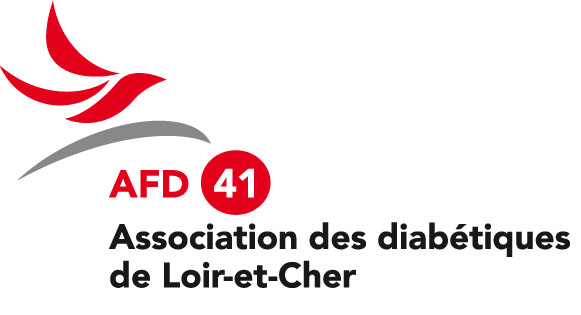 AFD 41
Association des diabétiques
de Loir-et-Cher